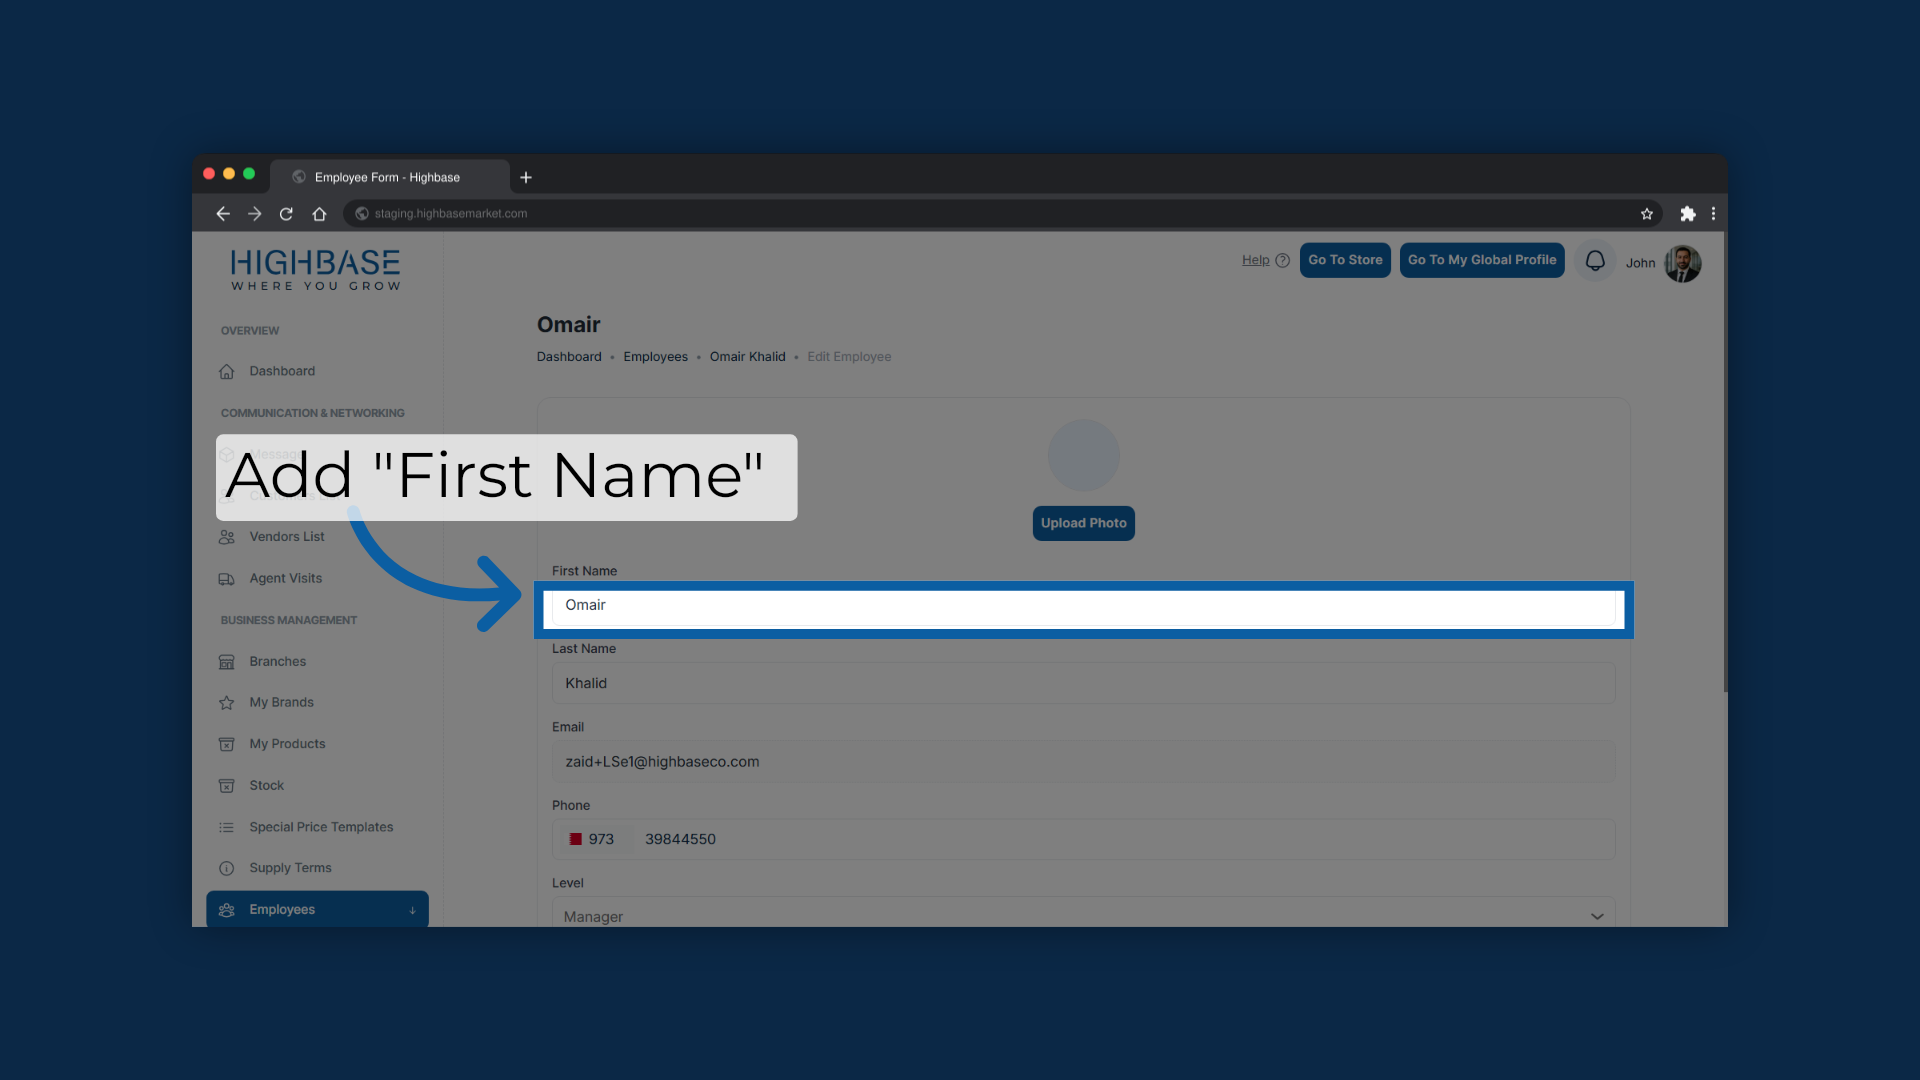 Employee Form - Highbase
staging.highbasemarket.com
HIGHBASE
WHERE YOU GROW
Help
Go To Store
Go To My Global Profile
John
OVERVIEW
Dashboard
COMMUNICATION & NETWORKING
Message
Add "First Name"
Vendors List
Agent Visits
BUSINESS MANAGEMENT
Branches
My Brands
My Products
Stock
Special Price Templates
Supply Terms
Employees
Omair
Dashboard • Employees • Omair Khalid • Edit Employee
Upload Photo
First Name
Omair
Last Name
Khalid
Email
zaid+LSe1@highbaseco.com
Phone
973 39844550
Level
Manager